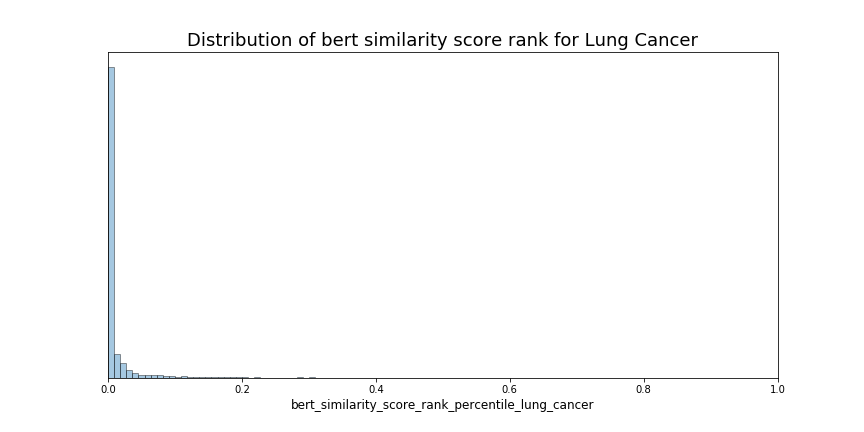 Distribution of bert similarity score rank for Lung Cancer
0.0 0.2 0.4 0.6 0.8 1.0
bert_similarity_score_rank_percentile_lung_cancer